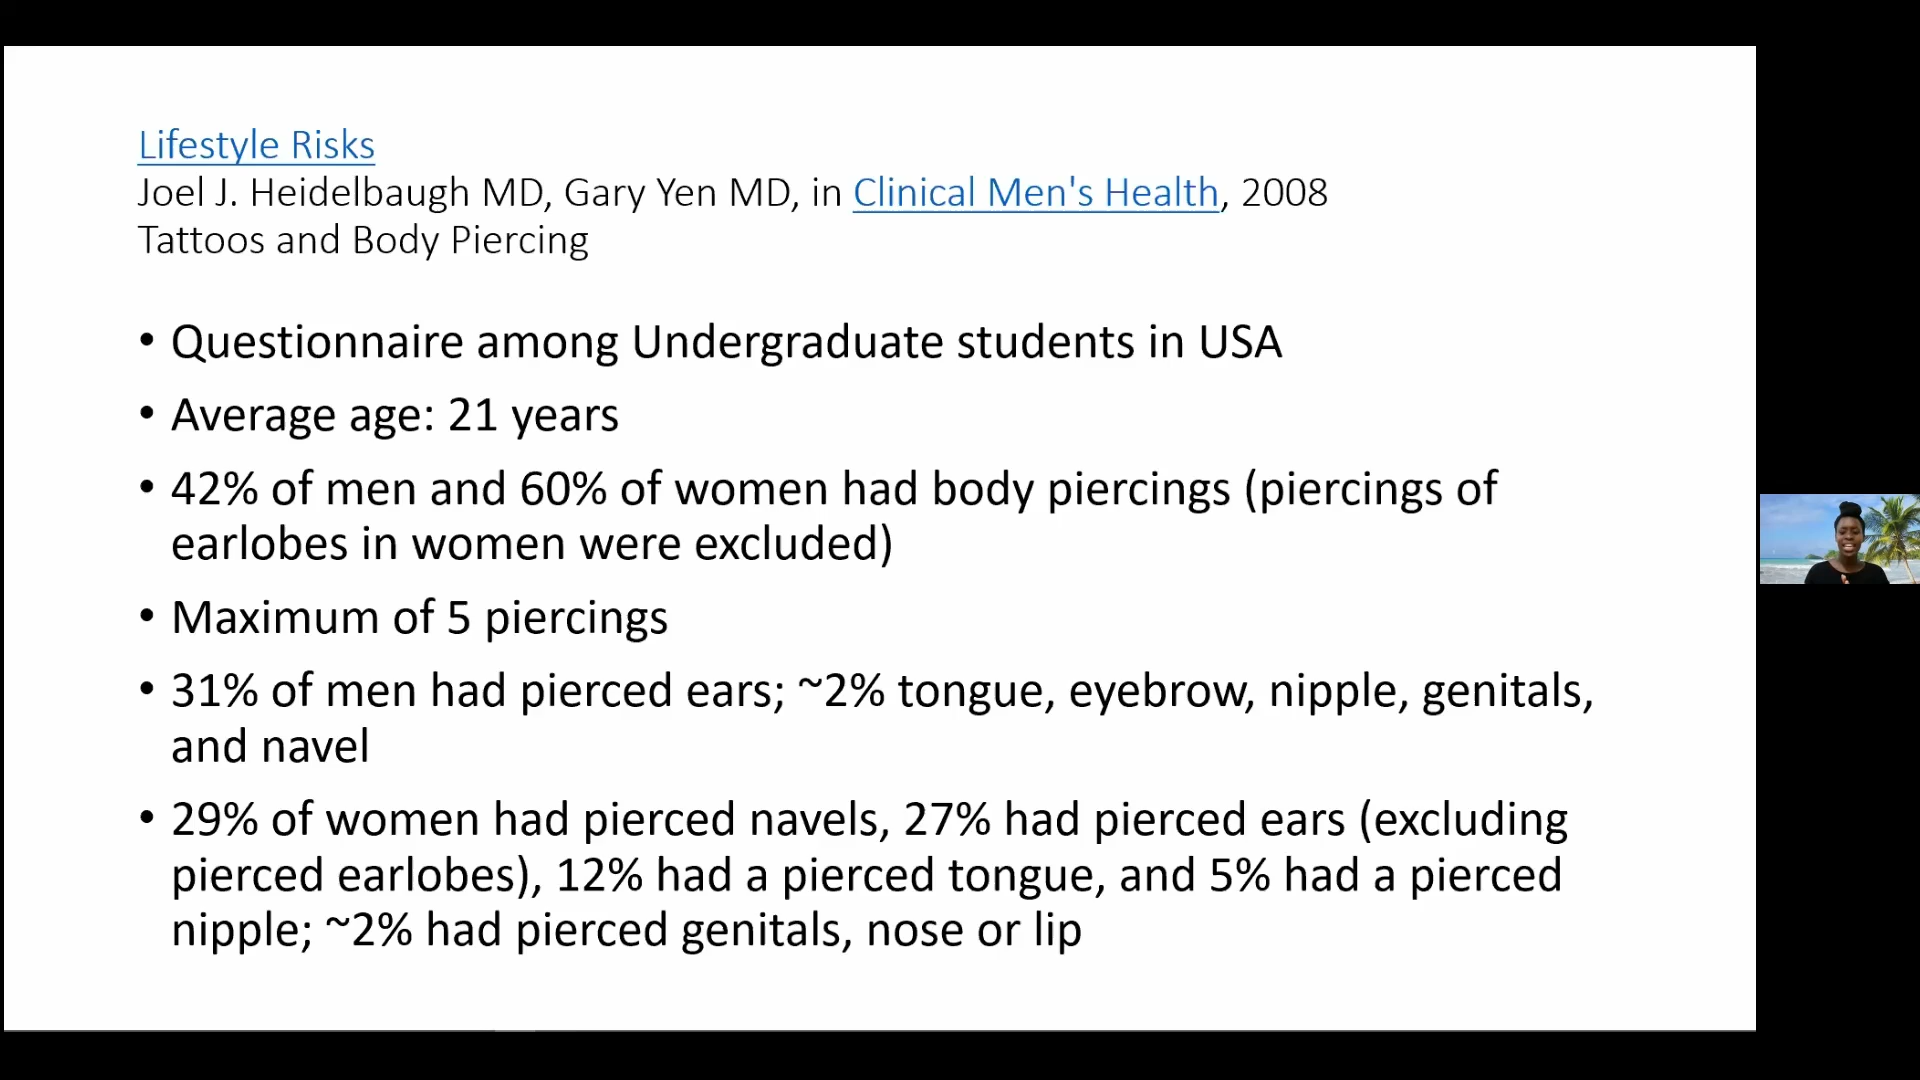 Lifestyle Risks
Joel J. Heidelbaugh MD, Gary Yen MD, in Clinical Men's Health, 2008
Tattoos and Body Piercing
• Questionnaire among Undergraduate students in USA
• Average age: 21 years
• 42% of men and 60% of women had body piercings (piercings of
earlobes in women were excluded)
• Maximum of 5 piercings
• 31% of men had pierced ears; ~2% tongue, eyebrow, nipple, genitals,
and navel
• 29% of women had pierced navels, 27% had pierced ears (excluding
pierced earlobes), 12% had a pierced tongue, and 5% had a pierced
nipple; ~2% had pierced genitals, nose or lip